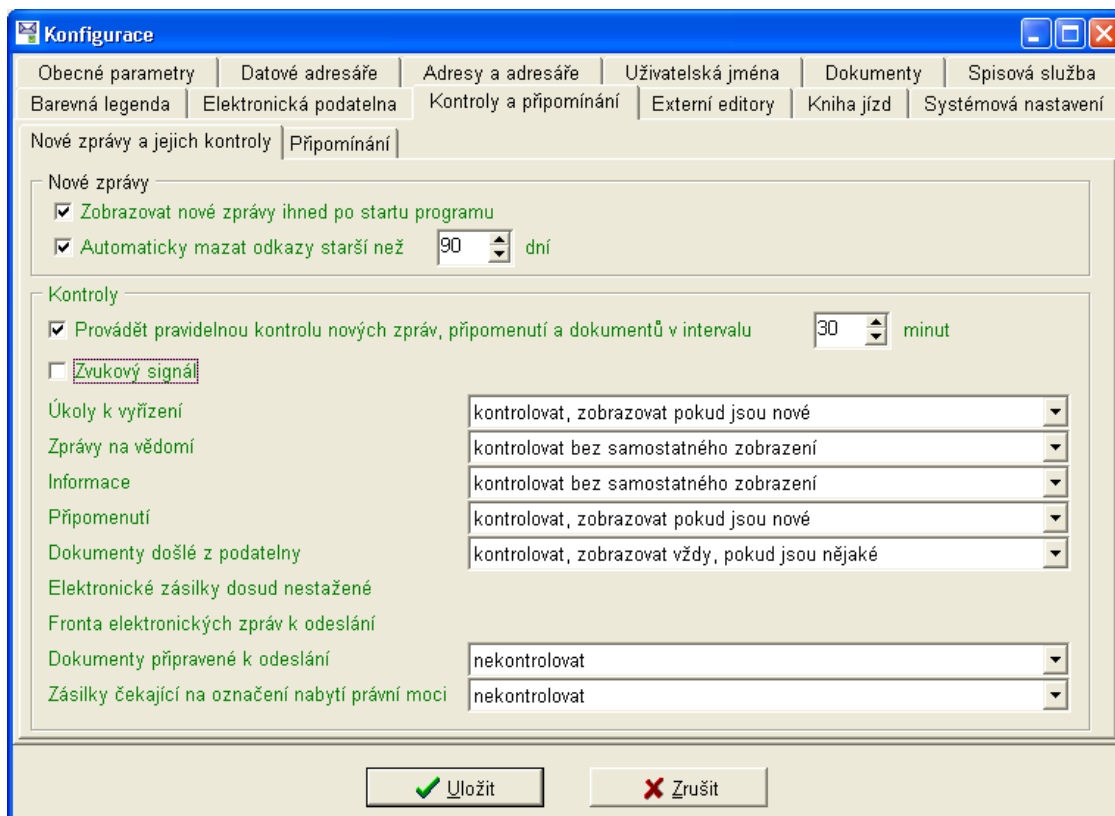 Konfigurace
Obecné parametry Datové adresáře Adresy a adresáře Uživatelská jména Dokumenty Spisová služba
Barevná legenda Elektronická podatelna Kontroly a připomínání Externí editory Kniha jízd Systémová nastavení
Nové zprávy a jejich kontroly Připomínání
Nové zprávy
Zobrazovat nové zprávy ihned po startu programu
Automaticky mazat odkazy starší než 90 dní
Kontroly
Provádět pravidelnou kontrolu nových zpráv, připomenutí a dokumentů v intervalu 30 minut
Zvukový signál
Úkoly k vyřízení kontrolovat, zobrazovat pokud jsou nové
Zprávy na vědomí kontrolovat bez samostatného zobrazení
Informace kontrolovat bez samostatného zobrazení
Připomenutí kontrolovat, zobrazovat pokud jsou nové
Dokumenty došlé z podatelny kontrolovat, zobrazovat vždy, pokud jsou nějaké
Elektronické zásilky dosud nestažené
Fronta elektronických zpráv k odeslání
Dokumenty připravené k odeslání nekontrolovat
Zásilky čekající na označení nabytí právní moci nekontrolovat
Uložit Zrušit